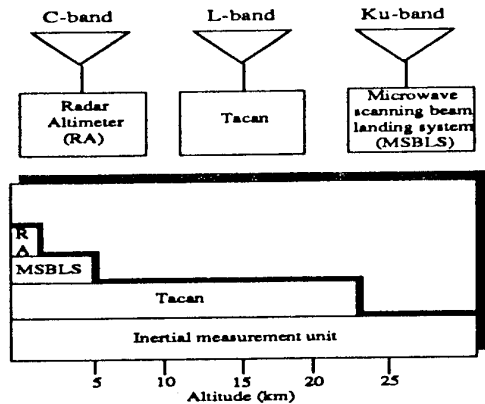 C-band
L-band
Ku-band
Radar
Altimeter
(RA)
Tacan
Microwave
scanning beam
landing system
(MSBLS)
R
A
MSBLS
Tacan
Inertial measurement unit
5 10 15 20 25
Altitude (km)